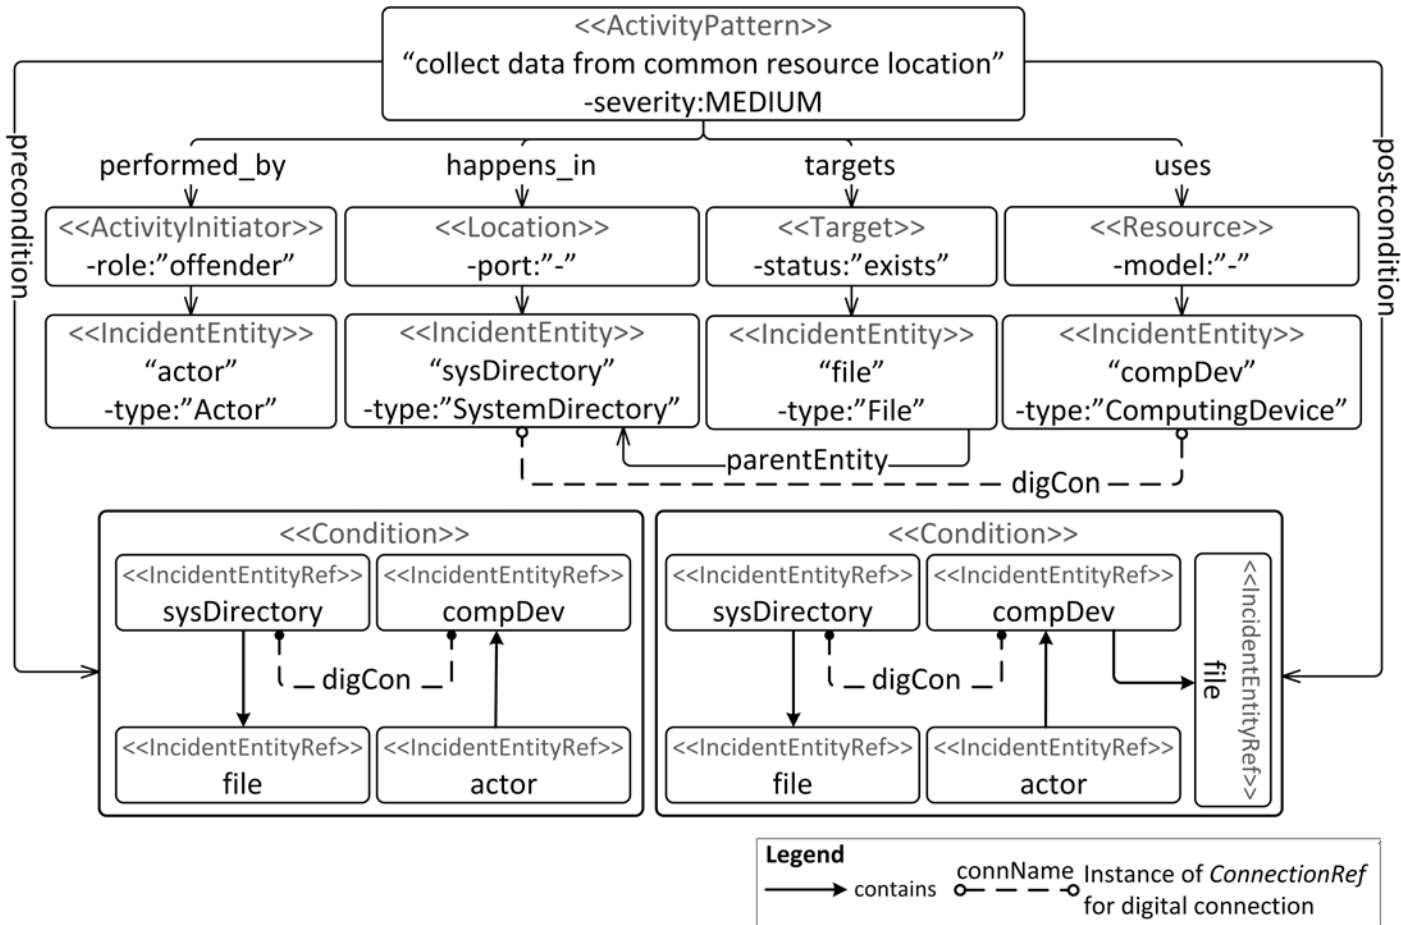 <<ActivityPattern>>
“collect data from common resource location”
-severity:MEDIUM
precondition
postcondition
performed_by
happens_in
targets
uses
<<ActivityInitiator>>
-role:”offender”
<<Location>>
-port:”-”
<<Target>>
-status:”exists”
<<Resource>>
-model:”-”
<<IncidentEntity>>
“actor”
-type:”Actor”
<<IncidentEntity>>
“sysDirectory”
-type:”SystemDirectory”
<<IncidentEntity>>
“file”
-type:”File”
<<IncidentEntity>>
“compDev”
-type:”ComputingDevice”
parentEntity
digCon
<<Condition>>
<<IncidentEntityRef>>
sysDirectory
<<IncidentEntityRef>>
compDev
digCon
<<IncidentEntityRef>>
file
<<IncidentEntityRef>>
actor
<<Condition>>
<<IncidentEntityRef>>
sysDirectory
<<IncidentEntityRef>>
compDev
digCon
<<IncidentEntityRef>>
file
<<IncidentEntityRef>>
actor
<<IncidentEntityRef>>
file
Legend
contains
connName
Instance of ConnectionRef
for digital connection